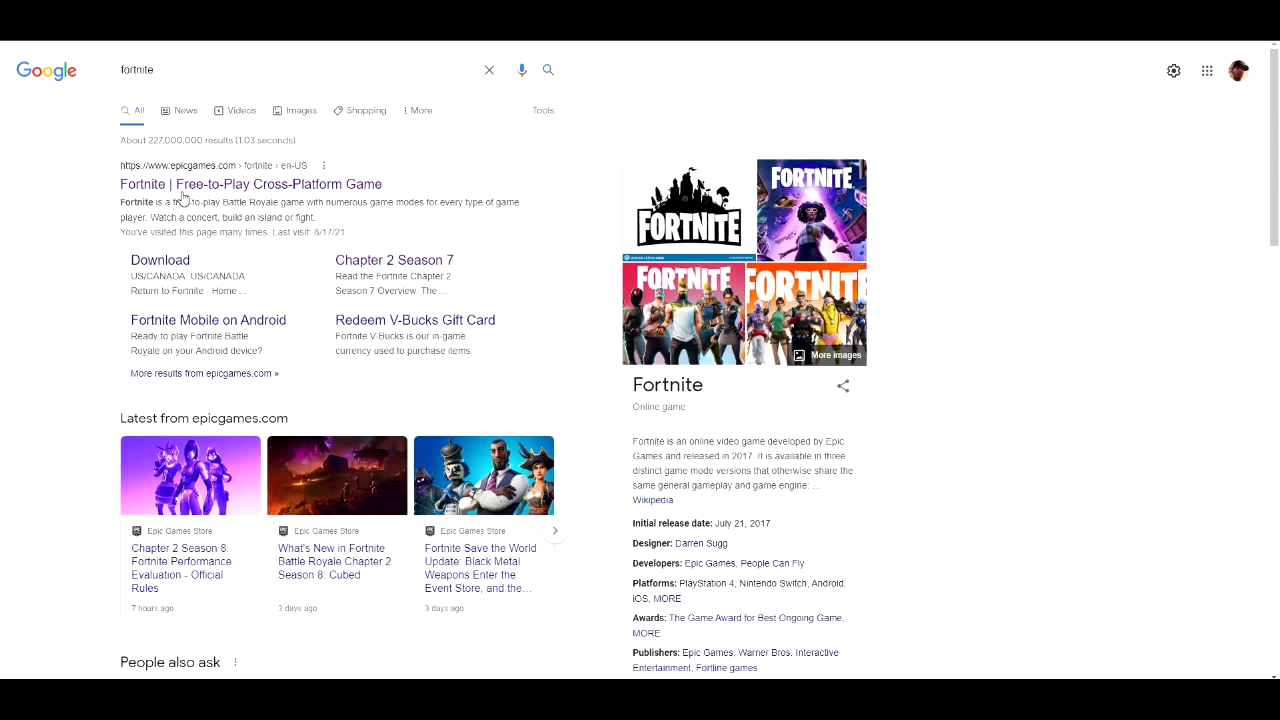 Google
fortnite
All
News
Videos
Images
Shopping
More
Tools
About 227,000,000 results (1.03 seconds)
https://www.epicgames.com › fortnite › en-US
Fortnite | Free-to-Play Cross-Platform Game
Fortnite is a to-play Battle Royale game with numerous game modes for every type of game
player. Watch a concert, build an island or fight.
You've visited this page many times. Last visit: 8/17/21
Download
US/CANADA. US/CANADA.
Return to Fortnite · Home ...
Chapter 2 Season 7
Read the Fortnite Chapter 2
Season 7 Overview. The ...
Fortnite Mobile on Android
Ready to play Fortnite Battle
Royale on your Android device?
Redeem V-Bucks Gift Card
Fortnite V-Bucks is our in-game
currency used to purchase items.
More results from epicgames.com »
Latest from epicgames.com
Epic Games Store
Chapter 2 Season 8:
Fortnite Performance
Evaluation - Official
Rules
7 hours ago
Epic Games Store
What's New in Fortnite
Battle Royale Chapter 2
Season 8: Cubed
3 days ago
Epic Games Store
Fortnite Save the World
Update: Black Metal
Weapons Enter the
Event Store, and the...
3 days ago
People also ask
FORTNITE
FORTNITE
FORTNITE
FORTNITE
More images
Fortnite
Online game
Fortnite is an online video game developed by Epic
Games and released in 2017. It is available in three
distinct game mode versions that otherwise share the
same general gameplay and game engine: ...
Wikipedia
Initial release date: July 21, 2017
Designer: Darren Sugg
Developers: Epic Games, People Can Fly
Platforms: PlayStation 4, Nintendo Switch, Android,
iOS, MORE
Awards: The Game Award for Best Ongoing Game,
MORE
Publishers: Epic Games, Warner Bros. Interactive
Entertainment, Fortline games